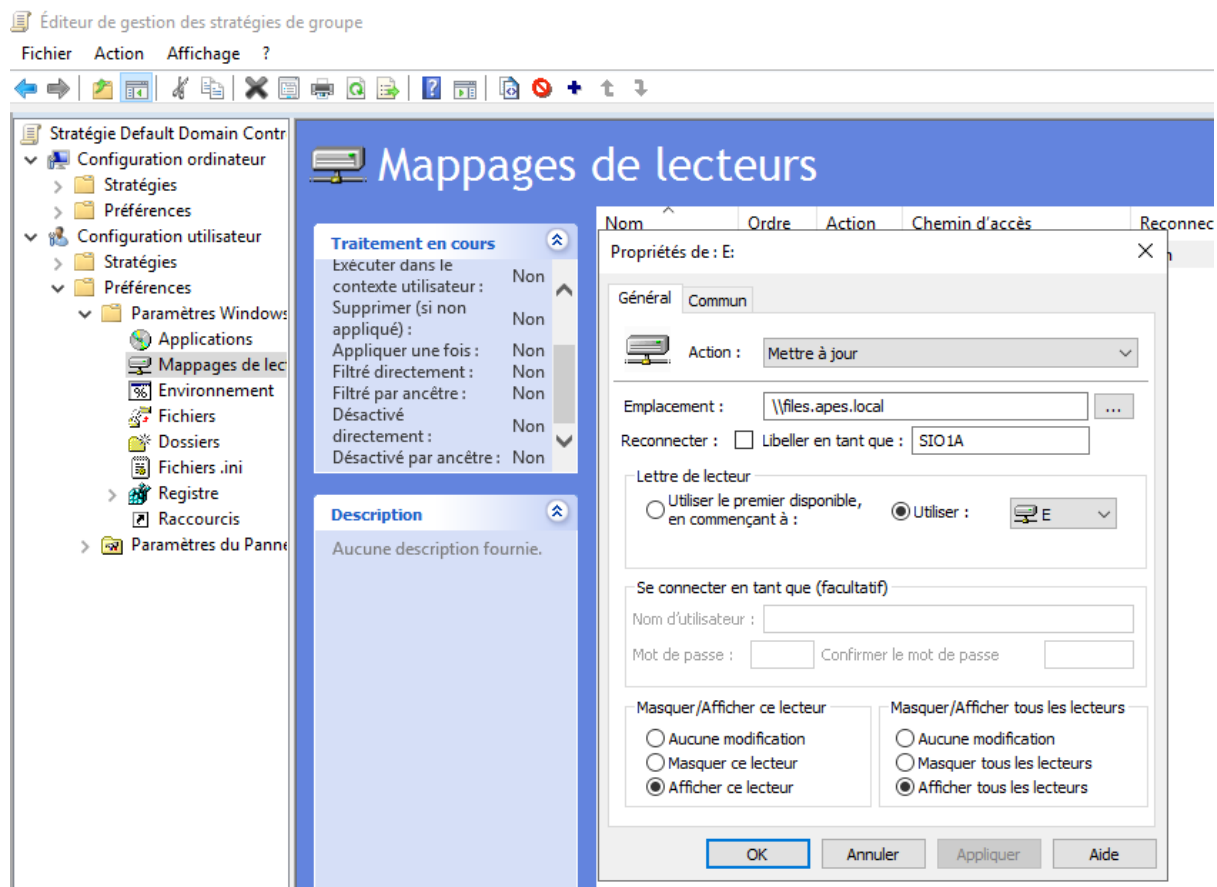 Éditeur de gestion des stratégies de groupe
Fichier Action Affichage ?
Stratégie Default Domain Contr
Configuration ordinateur
Stratégies
Préférences
Configuration utilisateur
Stratégies
Préférences
Paramètres Windows
Applications
Mappages de lec
Environnement
Fichiers
Dossiers
Fichiers .ini
Registre
Raccourcis
Paramètres du Panne
Mappages de lecteurs
Traitement en cours
Exécuter dans le
contexte utilisateur : Non
Supprimer (si non
appliqué) : Non
Appliquer une fois : Non
Filtré directement : Non
Filtré par ancêtre : Non
Désactivé
directement : Non
Désactivé par ancêtre : Non
Description
Aucune description fournie.
Nom Ordre Action Chemin d'accès Reconnec
Propriétés de : E:
Général Commun
Action : Mettre à jour
Emplacement : \\files.apes.local ...
Reconnecter : Libeller en tant que : SIO1A
Lettre de lecteur
Utiliser le premier disponible,
en commençant à :
Utiliser : E
Se connecter en tant que (facultatif)
Nom d'utilisateur :
Mot de passe : Confirmer le mot de passe
Masquer/Afficher ce lecteur
Aucune modification
Masquer ce lecteur
Afficher ce lecteur
Masquer/Afficher tous les lecteurs
Aucune modification
Masquer tous les lecteurs
Afficher tous les lecteurs
OK Annuler Appliquer Aide